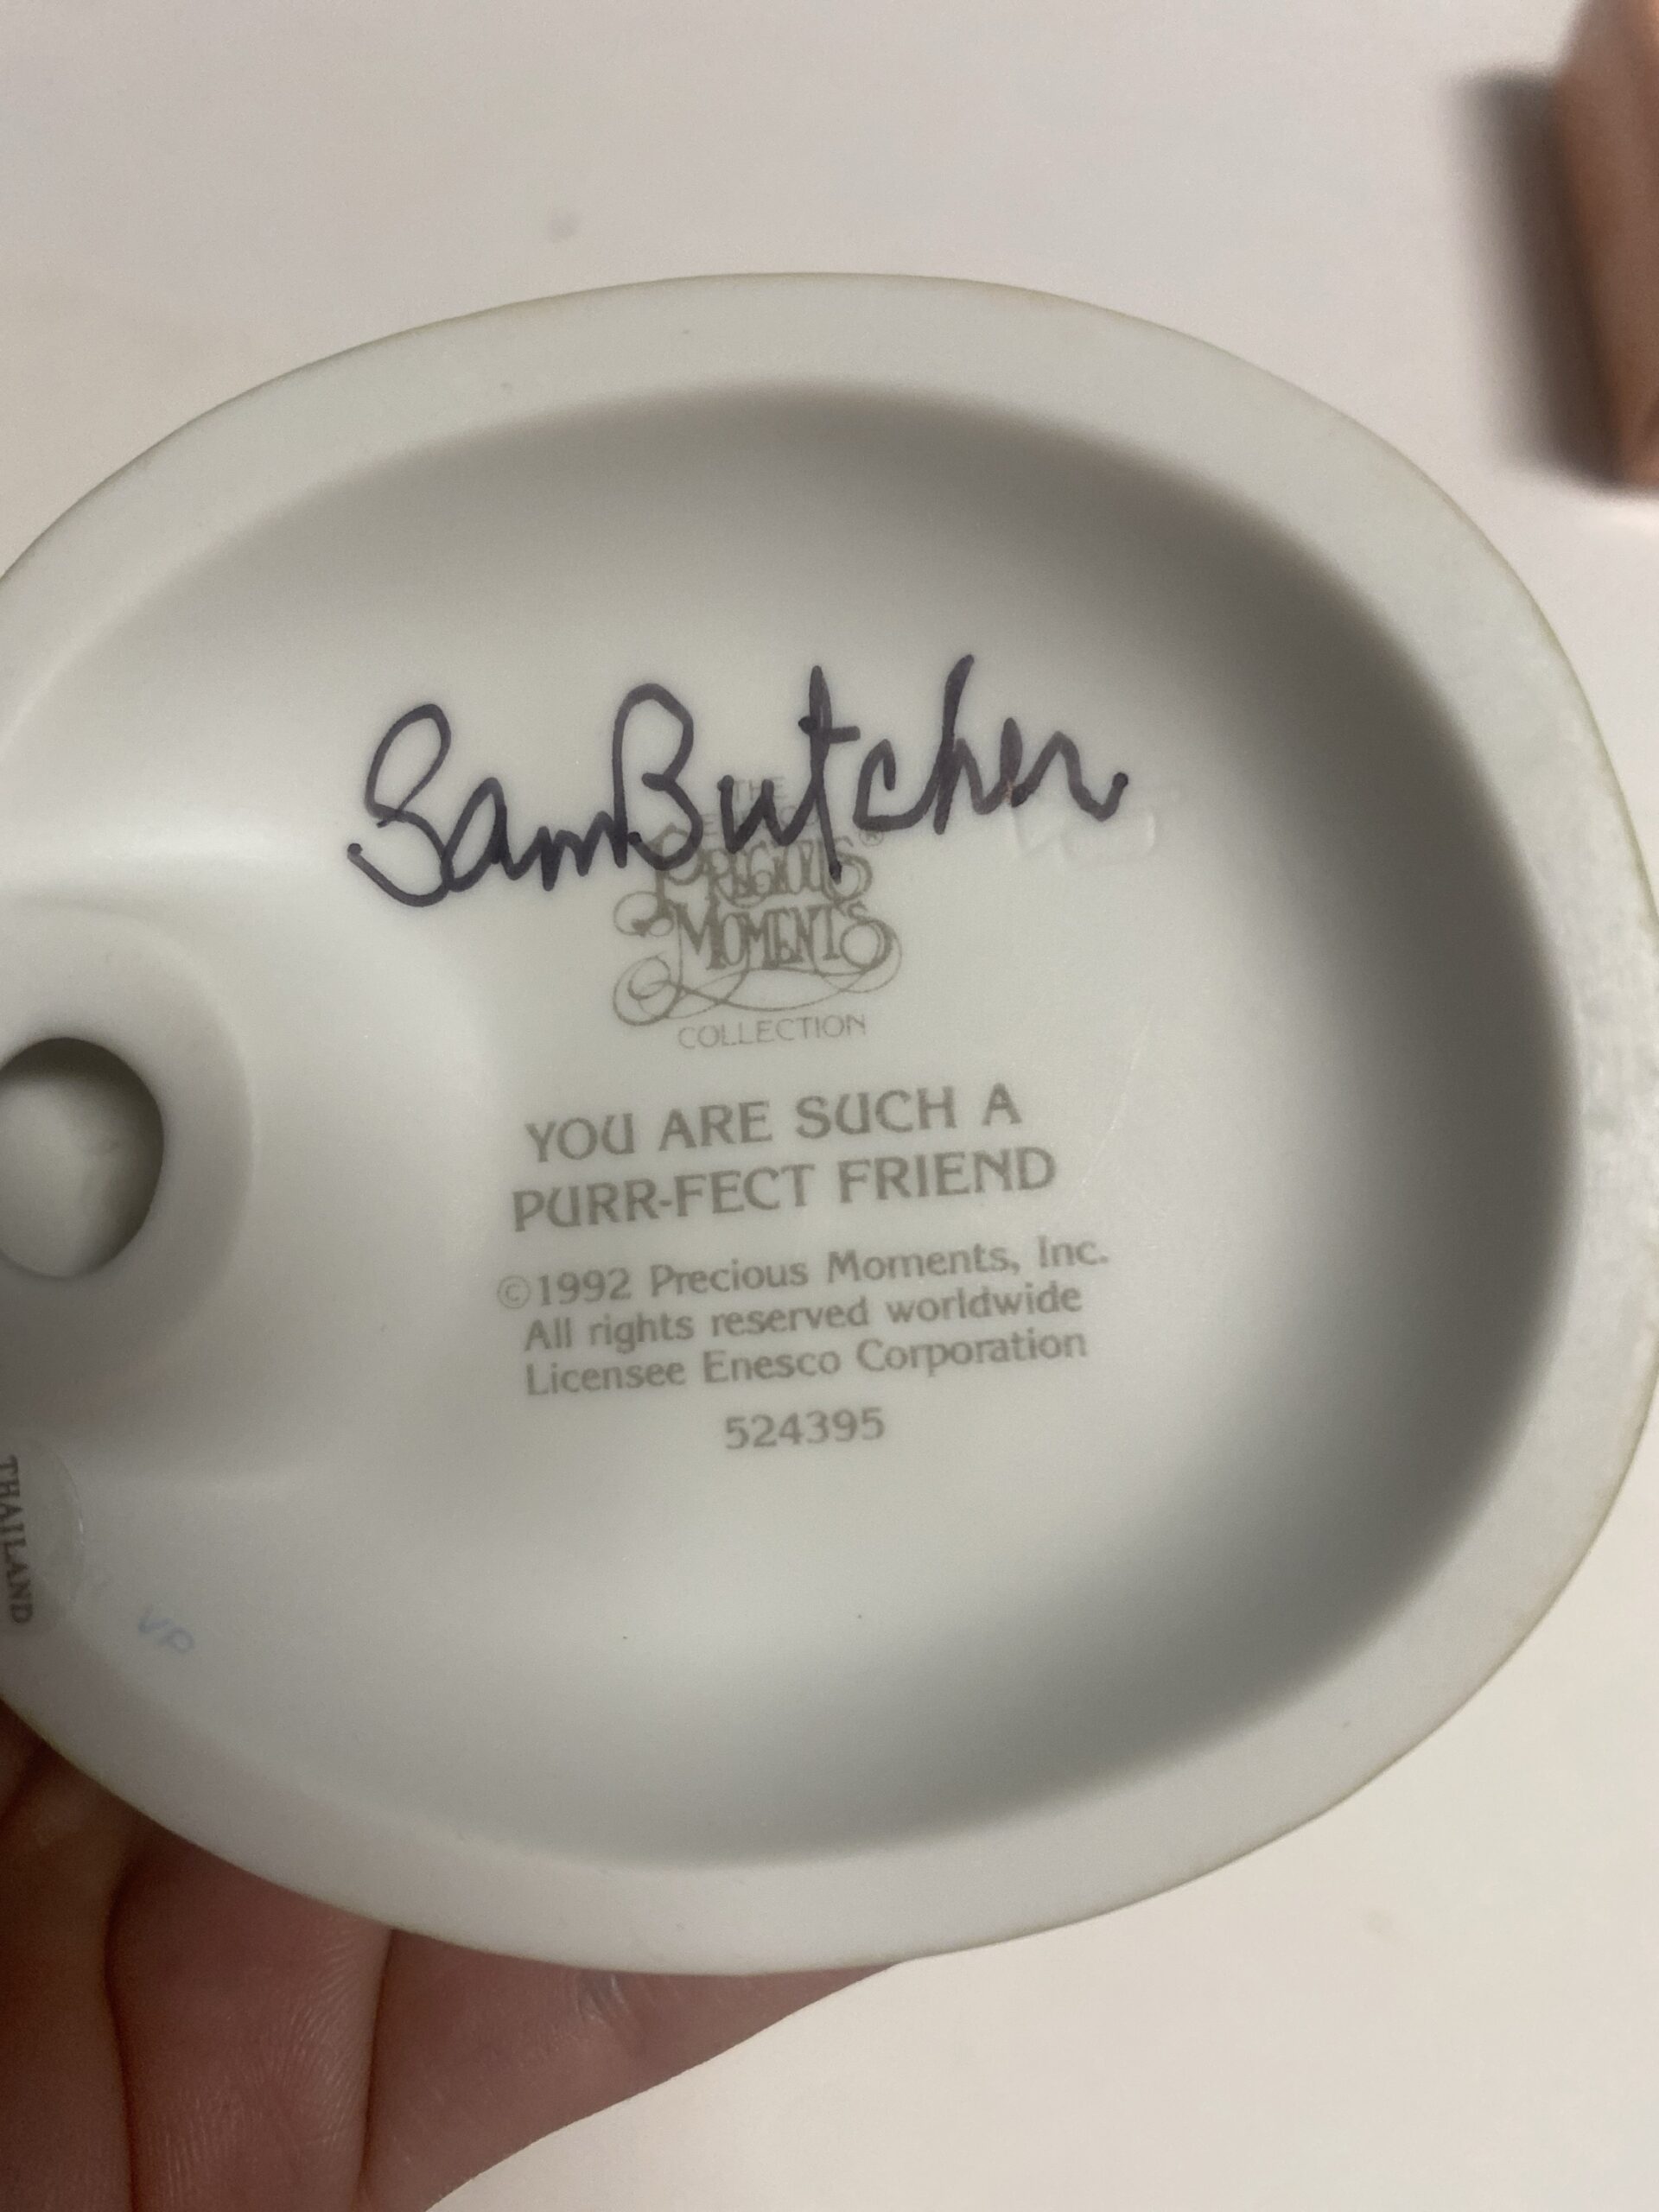 Sam Butcher
THE
PRECIOUS®
MOMENTS
COLLECTION
YOU ARE SUCH A
PURR-FECT FRIEND
©1992 Precious Moments, Inc.
All rights reserved worldwide
Licensee Enesco Corporation
524395
THAILAND
VP